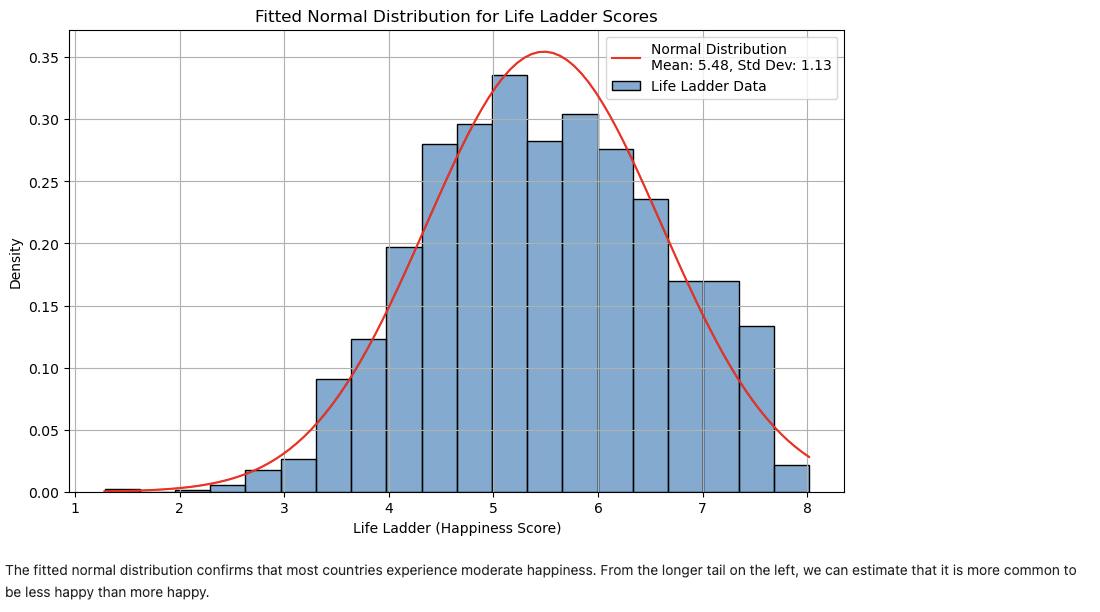 Fitted Normal Distribution for Life Ladder Scores
Normal Distribution
Mean: 5.48, Std Dev: 1.13
Life Ladder Data
0.35
0.30
0.25
0.20
0.15
0.10
0.05
0.00
Density
1 2 3 4 5 6 7 8
Life Ladder (Happiness Score)
The fitted normal distribution confirms that most countries experience moderate happiness. From the longer tail on the left, we can estimate that it is more common to
be less happy than more happy.